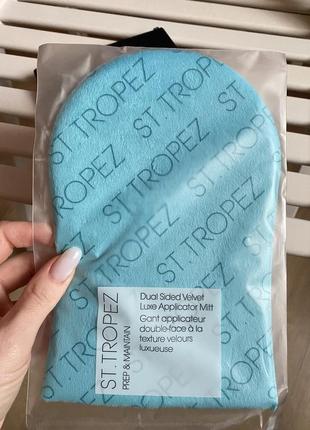 ST.TROPEZ
ST.TROPEZ
ST.TROPEZ
ST.TROPEZ
ST.TROPEZ
ST.TROPEZ
ST.TROPEZ
PREP & MAINTAIN
Dual Sided Velvet
Luxe Applicator Mitt
Gant applicateur
double-face à la
texture velours
luxueuse